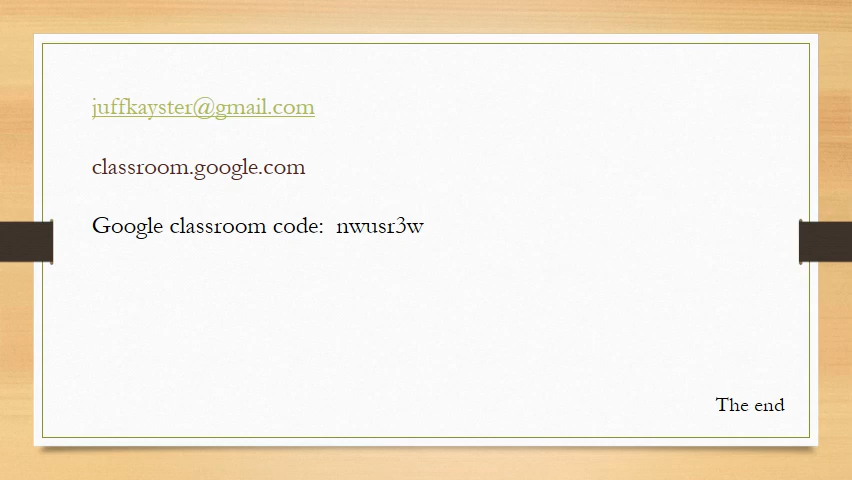 juffkayster@gmail.com
classroom.google.com
Google classroom code:  nwusr3w
The end